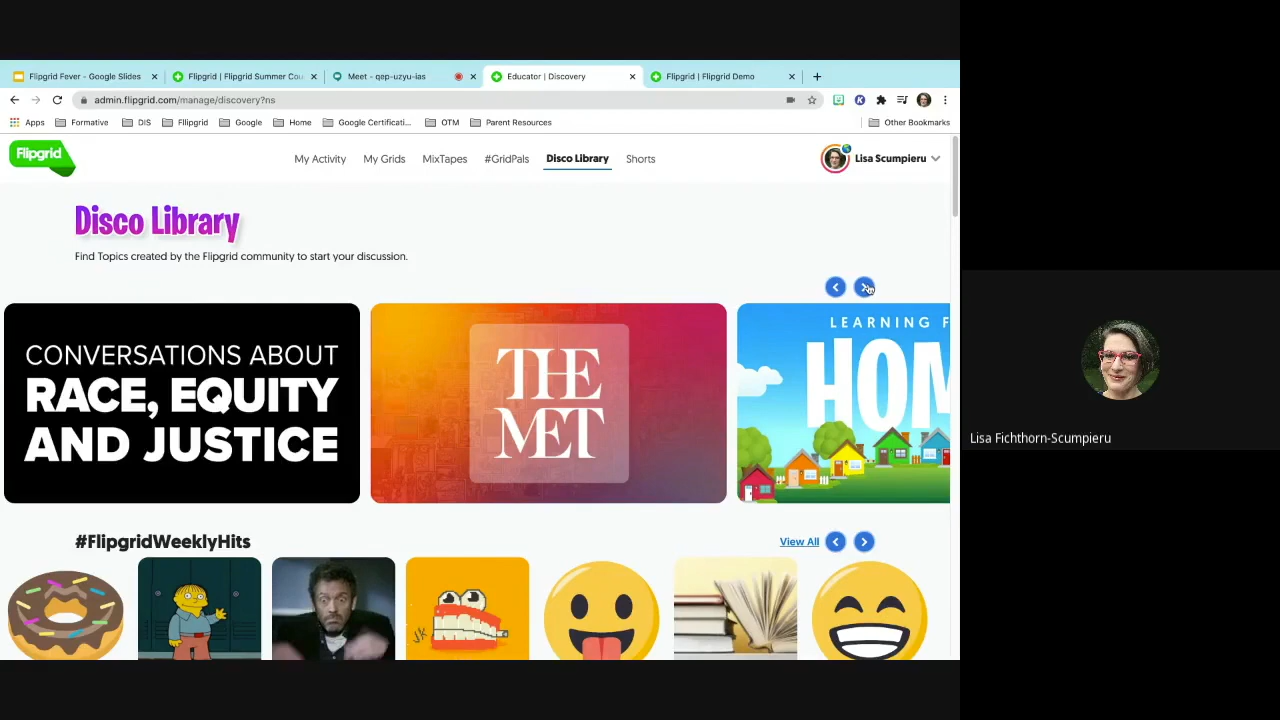 Flipgrid Fever - Google Slides
Flipgrid | Flipgrid Summer Cou
Meet - qep-uzyu-ias
Educator | Discovery
Flipgrid | Flipgrid Demo
admin.flipgrid.com/manage/discovery?ns
Apps
Formative
DIS
Flipgrid
Google
Home
Google Certificati...
OTM
Parent Resources
Other Bookmarks
Flipgrid
My Activity
My Grids
MixTapes
#GridPals
Disco Library
Shorts
Lisa Scumpieru
Disco Library
Find Topics created by the Flipgrid community to start your discussion.
CONVERSATIONS ABOUT
RACE, EQUITY
AND JUSTICE
THE
MET
LEARNING F
HOM
#FlipgridWeeklyHits
View All
JK
Lisa Fichthorn-Scumpieru